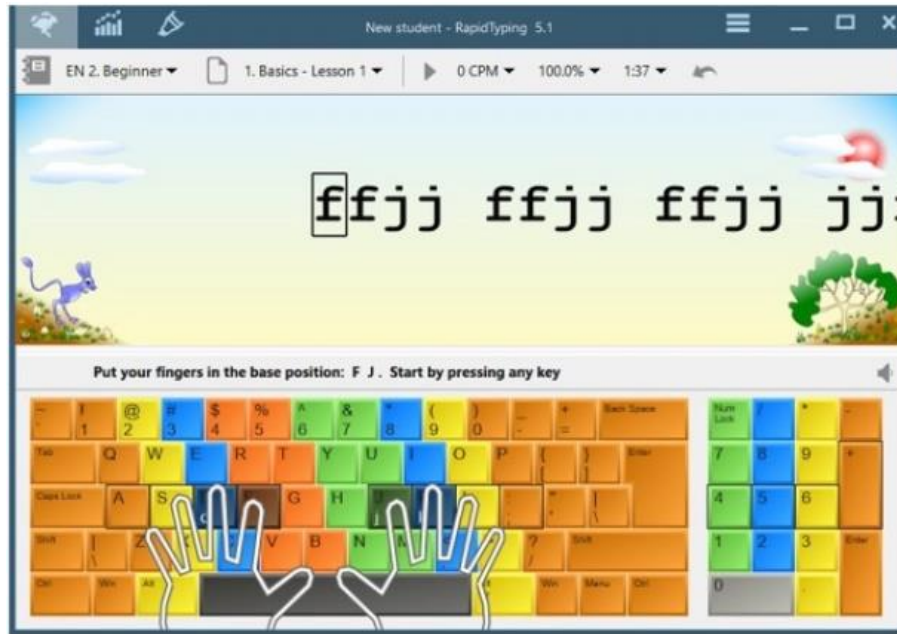 New student - RapidTyping 5.1
EN 2. Beginner 1. Basics - Lesson 1 0 CPM 100.0% 1:37
ffjj ffjj ffjj jj
Put your fingers in the base position: F J . Start by pressing any key
~ ! @ # $ % ^ & * ( ) _ + Back Space Num Lock / * -
1 2 3 4 5 6 7 8 9 0 - =
Tab Q W E R T Y U I O P { } Enter 7 8 9 +
[ ]
Caps Lock A S G H : " | 4 5 6
; ' \
Shift | Z X C V B N M ? Shift 1 2 3 Enter
\ /
Ctrl Win Alt Win Menu Ctrl 0 .